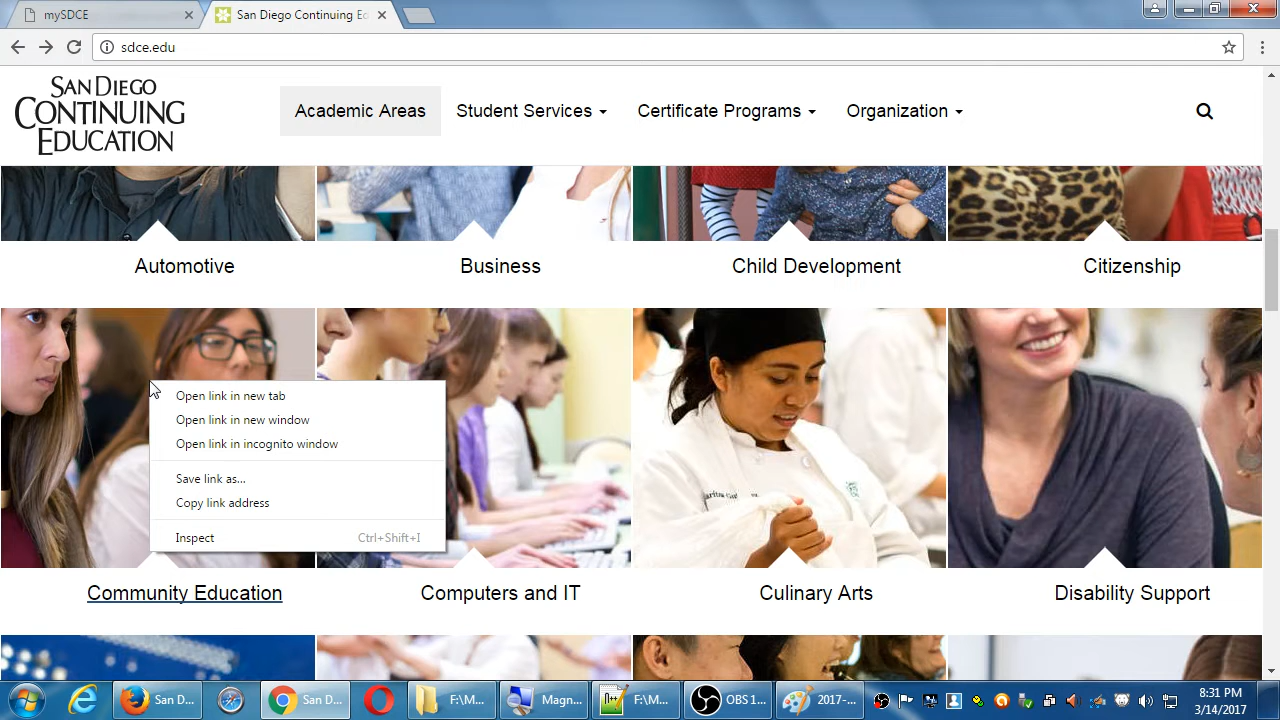 mySDCE
San Diego Continuing Ed
sdce.edu
SAN DIEGO
CONTINUING
EDUCATION
Academic Areas
Student Services
Certificate Programs
Organization
Automotive
Business
Child Development
Citizenship
Open link in new tab
Open link in new window
Open link in incognito window
Save link as...
Copy link address
Inspect Ctrl+Shift+I
Community Education
Computers and IT
Culinary Arts
Disability Support
San D...
San D...
F:\M...
Magn...
F:\M...
OBS 1...
2017-...
8:31 PM
3/14/2017